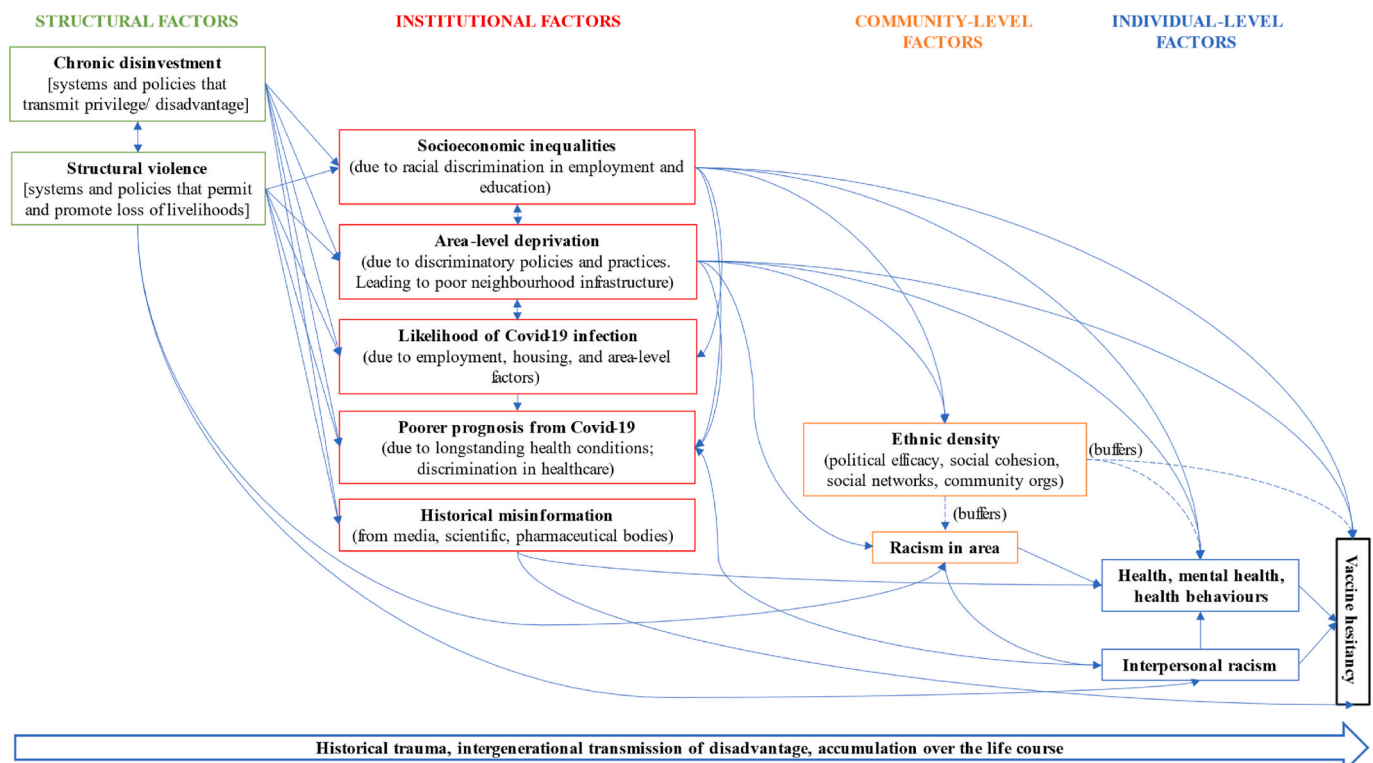 STRUCTURAL FACTORS
INSTITUTIONAL FACTORS
COMMUNITY-LEVEL
FACTORS
INDIVIDUAL-LEVEL
FACTORS
Chronic disinvestment
[systems and policies that
transmit privilege/ disadvantage]
Structural violence
[systems and policies that permit
and promote loss of livelihoods]
Socioeconomic inequalities
(due to racial discrimination in employment and
education)
Area-level deprivation
(due to discriminatory policies and practices.
Leading to poor neighbourhood infrastructure)
Likelihood of Covid-19 infection
(due to employment, housing, and area-level
factors)
Poorer prognosis from Covid-19
(due to longstanding health conditions;
discrimination in healthcare)
Historical misinformation
(from media, scientific, pharmaceutical bodies)
Ethnic density
(political efficacy, social cohesion,
social networks, community orgs)
(buffers)
(buffers)
Racism in area
Health, mental health,
health behaviours
Interpersonal racism
Vaccine hesitancy
Historical trauma, intergenerational transmission of disadvantage, accumulation over the life course